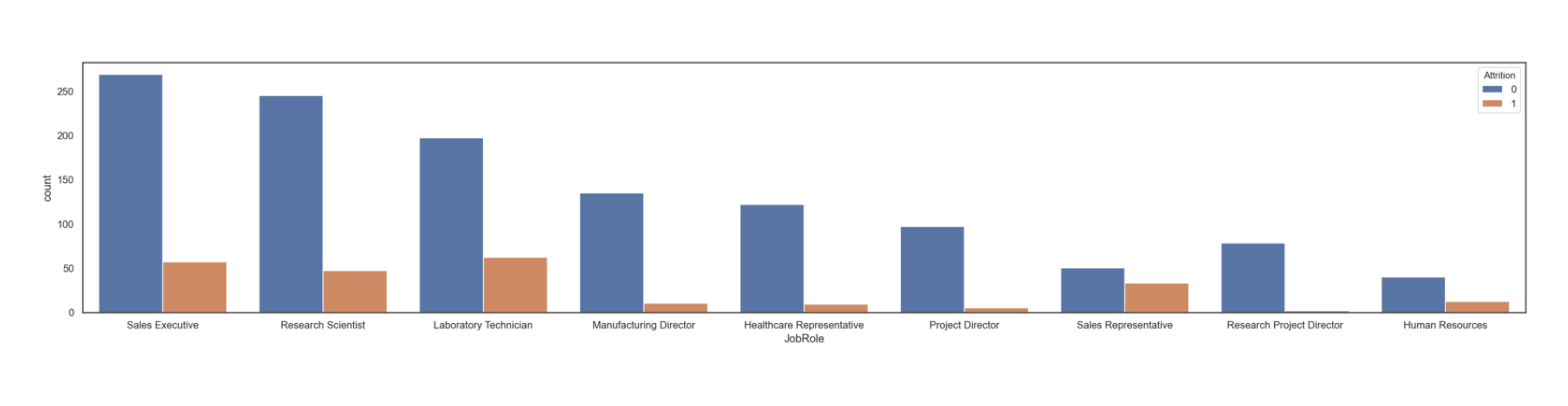 Attrition
0
1
250
200
150
100
50
0
count
Sales Executive
Research Scientist
Laboratory Technician
Manufacturing Director
Healthcare Representative
Project Director
Sales Representative
Research Project Director
Human Resources
JobRole